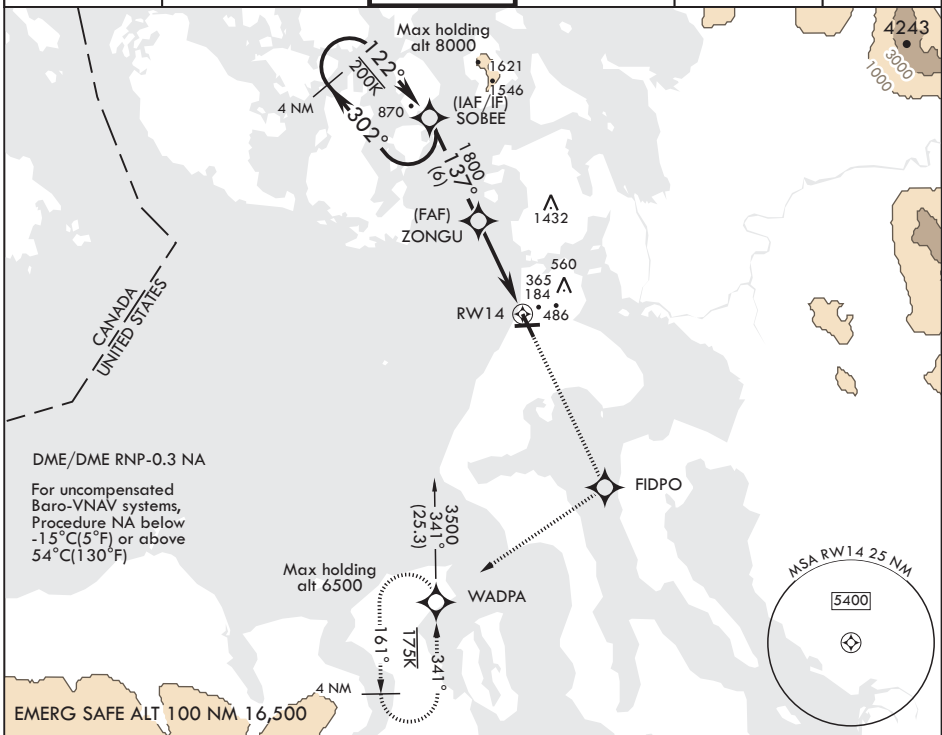 Max holding
alt 8000
4243
3000
1000
122°
200K
1621
1546
4 NM
302°
870
(IAF/IF)
SOBEE
1800
137°
(6)
(FAF)
ZONGU
1432
560
365
184
486
RW14
CANADA
UNITED STATES
DME/DME RNP-0.3 NA
For uncompensated
Baro-VNAV systems,
Procedure NA below
-15°C(5°F) or above
54°C(130°F)
FIDPO
3500
341°
(25.3)
Max holding
alt 6500
WADPA
161°
175K
341°
4 NM
MSA RW14 25 NM
5400
EMERG SAFE ALT 100 NM 16,500